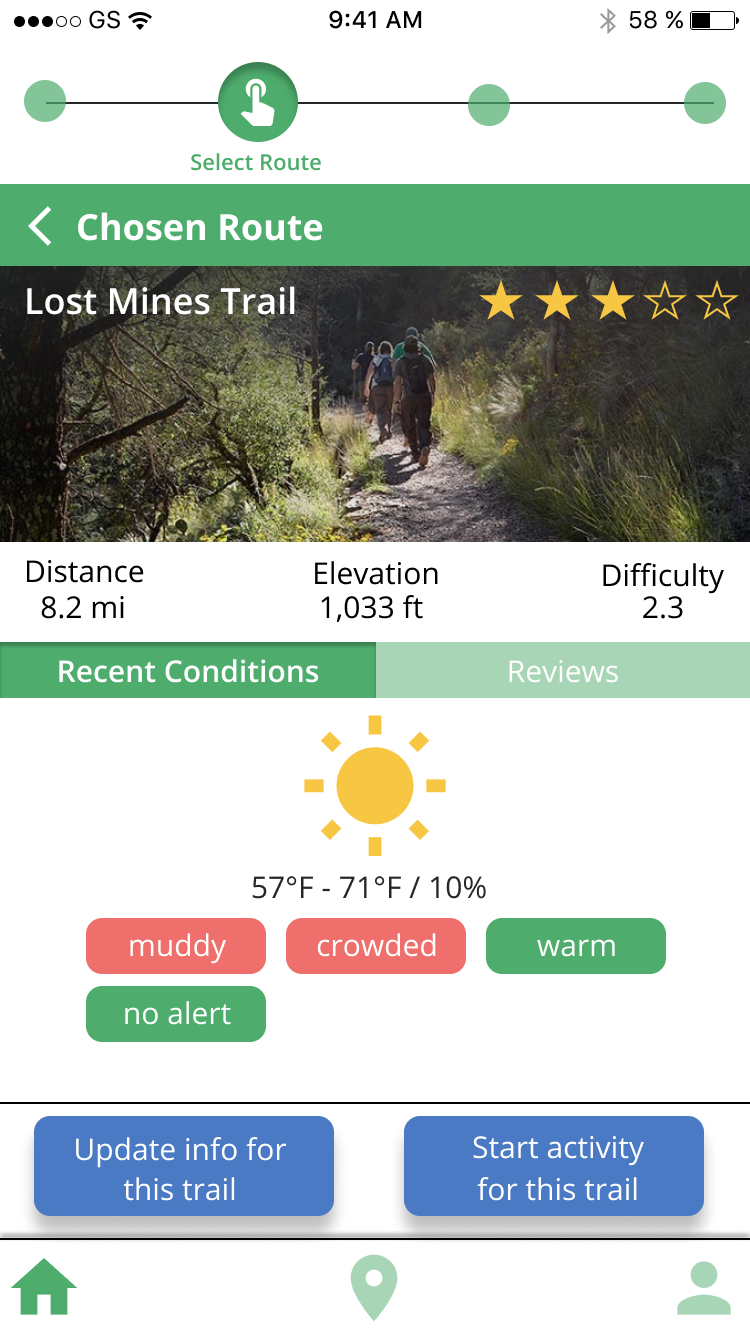 GS 9:41 AM 58 %
Select Route
Chosen Route
Lost Mines Trail
Distance Elevation Difficulty
8.2 mi 1,033 ft 2.3
Recent Conditions Reviews
57°F - 71°F / 10%
muddy crowded warm
no alert
Update info for
this trail
Start activity
for this trail